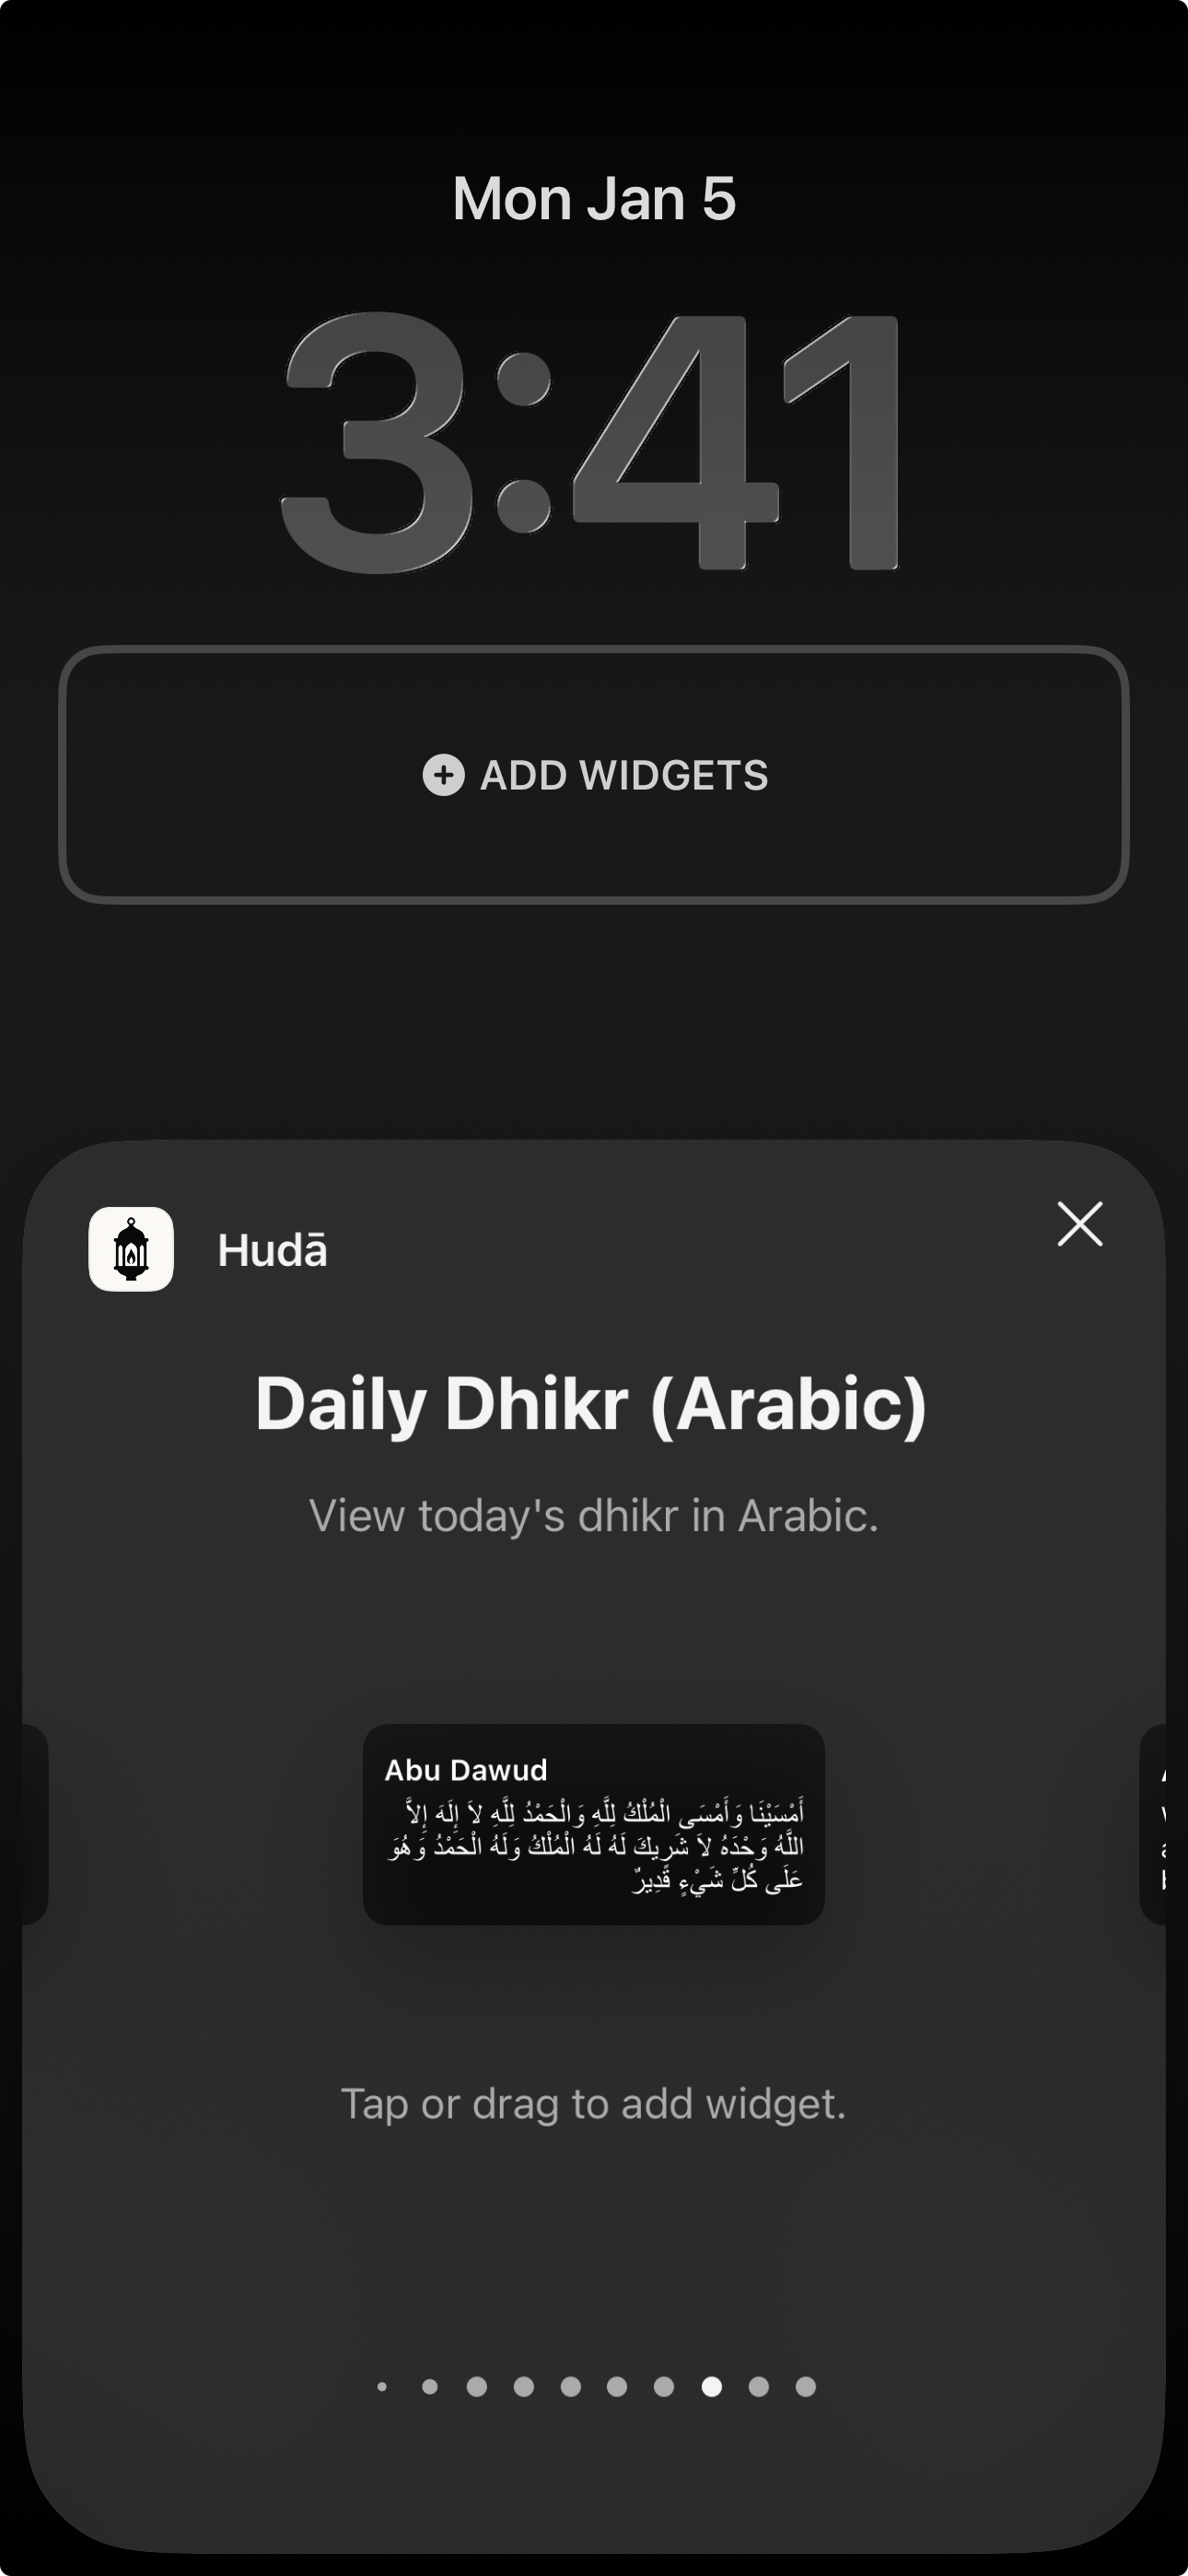 Mon Jan 5
3:41
ADD WIDGETS
Hudā
Daily Dhikr (Arabic)
View today's dhikr in Arabic.
Abu Dawud
أَمْسَيْنَا وَأَمْسَى الْمُلْكُ لِلَّهِ وَالْحَمْدُ لِلَّهِ لاَ إِلَهَ إِلاَّ
اللَّهُ وَحْدَهُ لاَ شَرِيكَ لَهُ لَهُ الْمُلْكُ وَلَهُ الْحَمْدُ وَهُوَ
عَلَى كُلِّ شَىْءٍ قَدِيرٌ
Tap or drag to add widget.